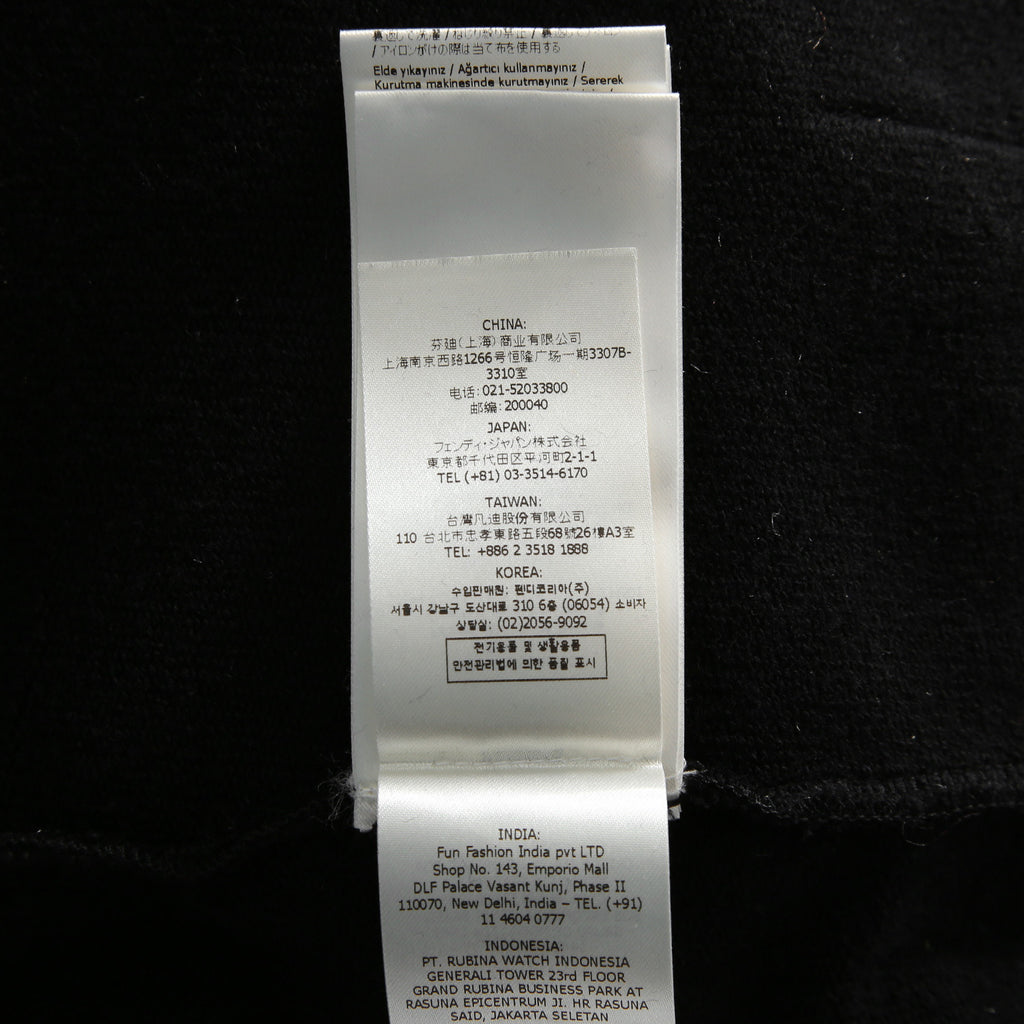 /アイロンがけの際は当て布を使用する
Elde yıkayınız / Ağartıcı kullanmayınız /
Kurutma makinesinde kurutmayınız / Sererek
CHINA:
芬迪(上海)商业有限公司
上海南京西路1266号恒隆广场一期3307B-
3310室
电话: 021-52033800
邮编: 200040
JAPAN:
フェンディ・ジャパン株式会社
東京都千代田区平河町2-1-1
TEL (+81) 03-3514-6170
TAIWAN:
台灣凡迪股份有限公司
110 台北市忠孝東路五段68號26樓A3室
TEL: +886 2 3518 1888
KOREA:
수입판매원: 펜디코리아(주)
서울시 강남구 도산대로 310 6층 (06054) 소비자
상담실: (02)2056-9092
전기용품 및 생활용품
안전관리법에 의한 품질 표시
INDIA:
Fun Fashion India pvt LTD
Shop No. 143, Emporio Mall
DLF Palace Vasant Kunj, Phase II
110070, New Delhi, India – TEL. (+91)
11 4604 0777
INDONESIA:
PT. RUBINA WATCH INDONESIA
GENERALI TOWER 23rd FLOOR
GRAND RUBINA BUSINESS PARK AT
RASUNA EPICENTRUM JI. HR RASUNA
SAID, JAKARTA SELETAN